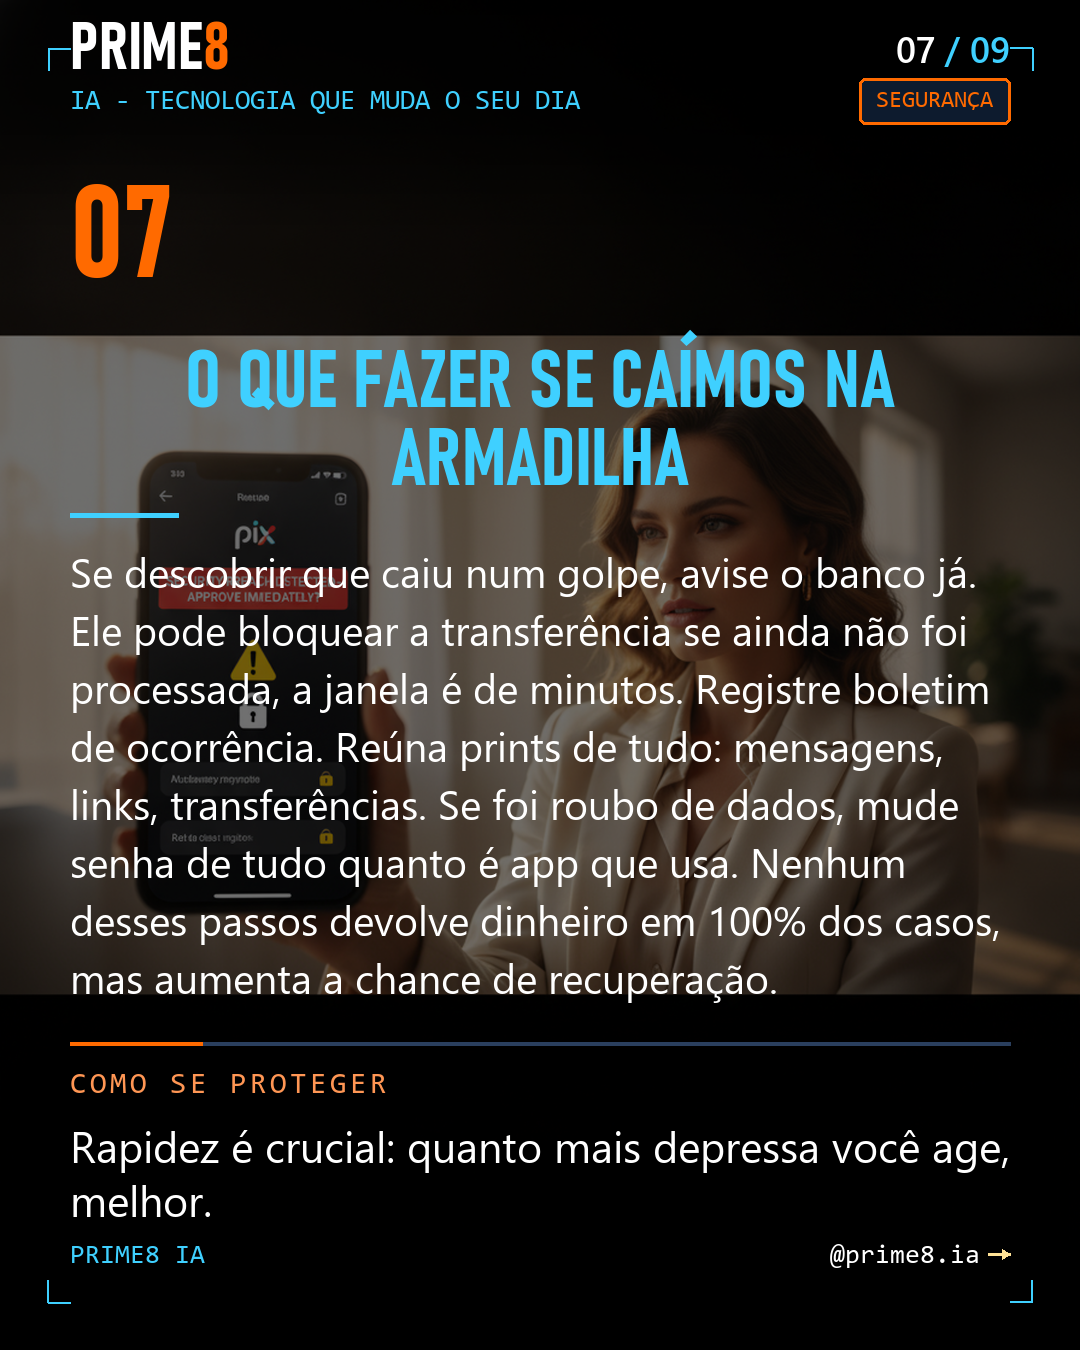 PRIME8
07 / 09
IA - TECNOLOGIA QUE MUDA O SEU DIA
SEGURANÇA
07
O QUE FAZER SE CAÍMOS NA
ARMADILHA
pix
APPROVE IMMEDIATELY?
Se descobrir que caiu num golpe, avise o banco já.
Ele pode bloquear a transferência se ainda não foi
processada, a janela é de minutos. Registre boletim
de ocorrência. Reúna prints de tudo: mensagens,
links, transferências. Se foi roubo de dados, mude
senha de tudo quanto é app que usa. Nenhum
desses passos devolve dinheiro em 100% dos casos,
mas aumenta a chance de recuperação.
COMO SE PROTEGER
Rapidez é crucial: quanto mais depressa você age,
melhor.
PRIME8 IA
@prime8.ia